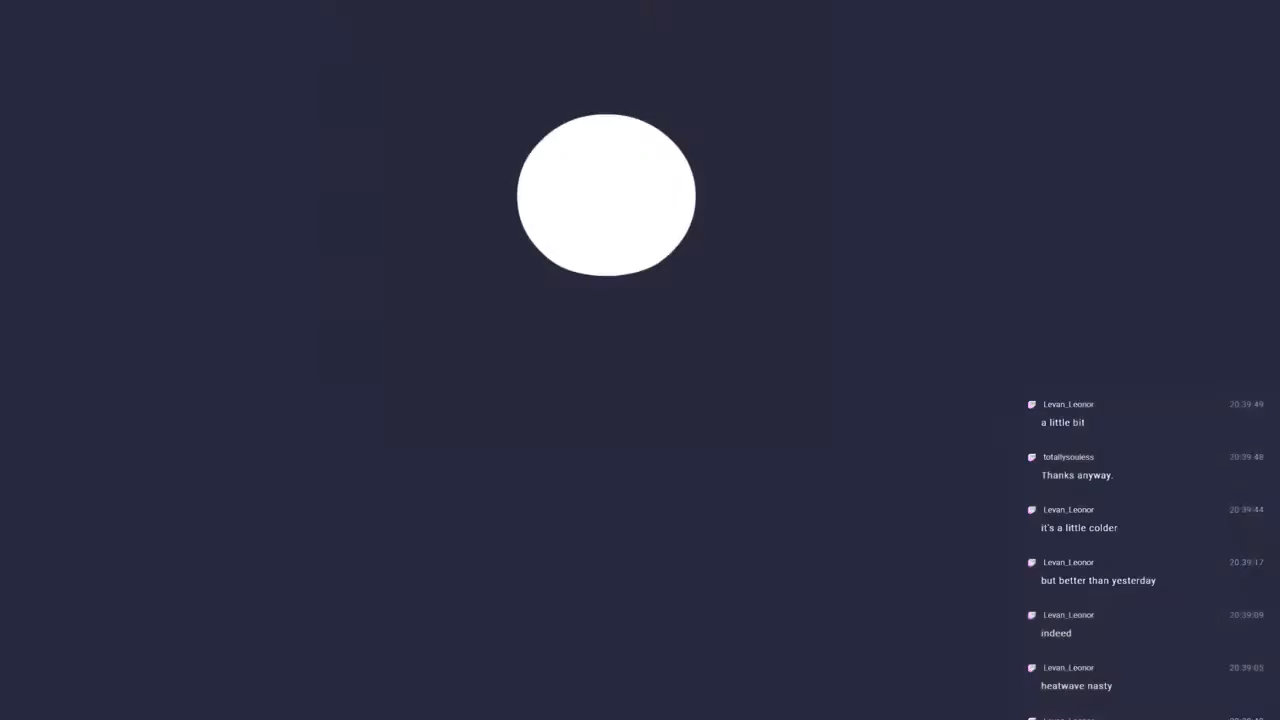 Levan_Leonor 20:39:49
a little bit
totallysouless 20:39:48
Thanks anyway.
Levan_Leonor 20:39:44
it's a little colder
Levan_Leonor 20:39:17
but better than yesterday
Levan_Leonor 20:39:09
indeed
Levan_Leonor 20:39:05
heatwave nasty